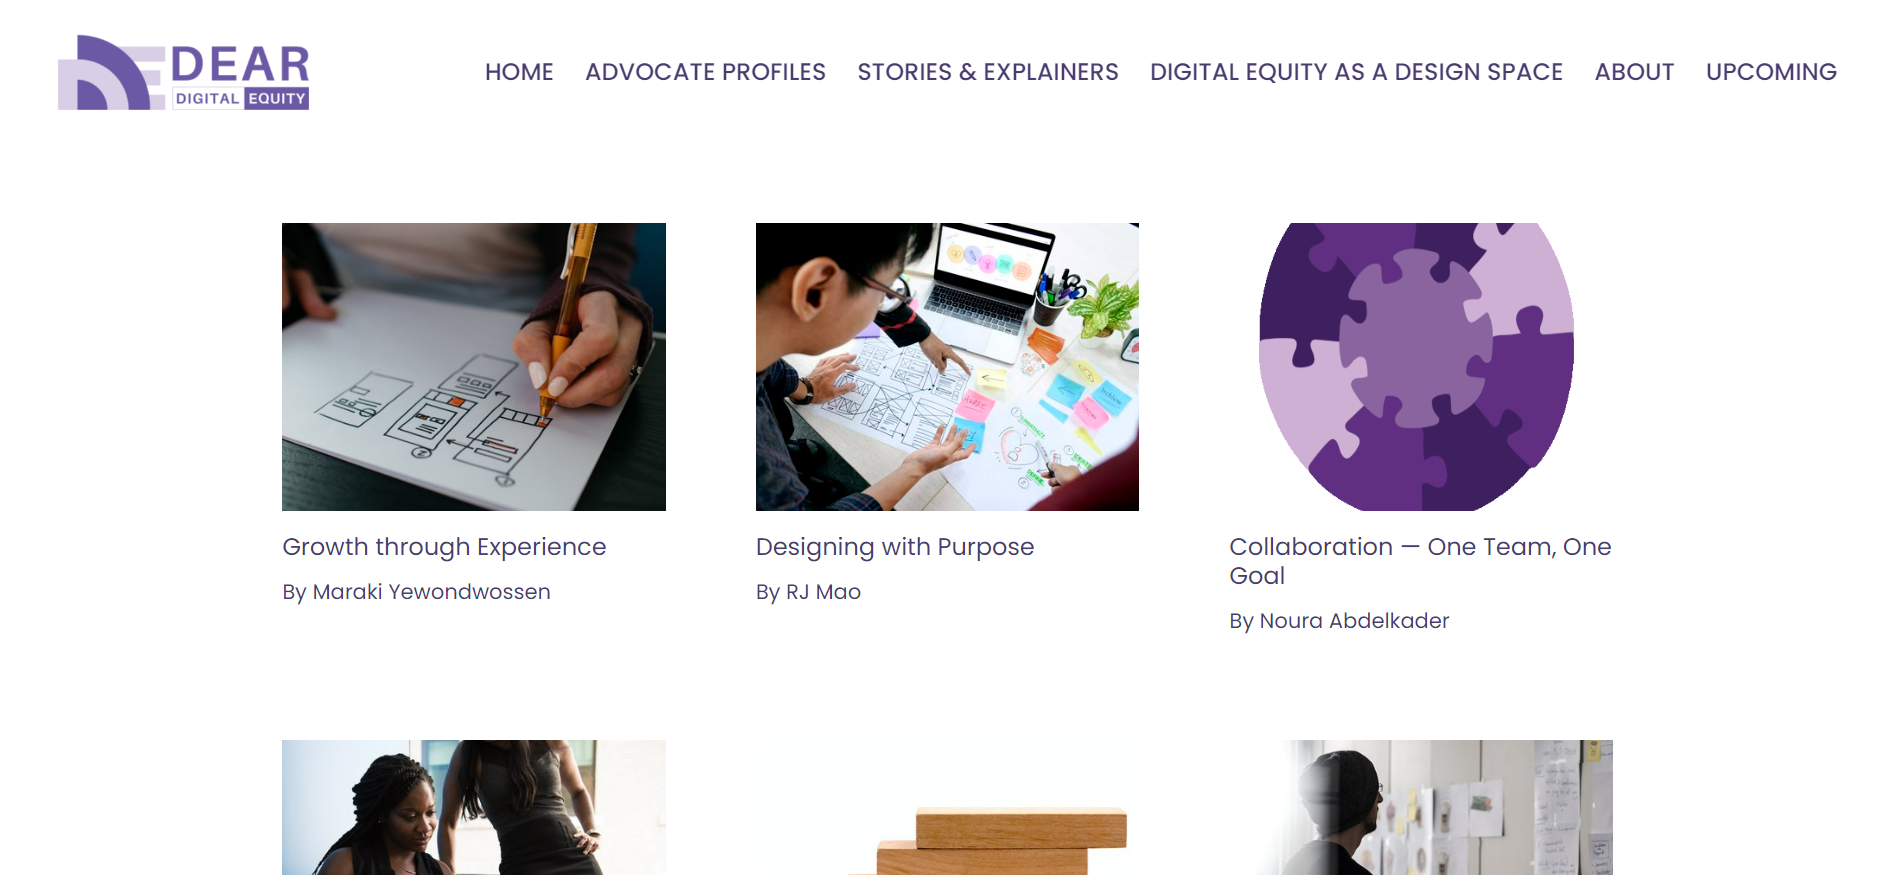 DEAR
DIGITAL EQUITY
HOME ADVOCATE PROFILES STORIES & EXPLAINERS DIGITAL EQUITY AS A DESIGN SPACE ABOUT UPCOMING
Growth through Experience
By Maraki Yewondwossen
Designing with Purpose
By RJ Mao
Collaboration — One Team, One
Goal
By Noura Abdelkader